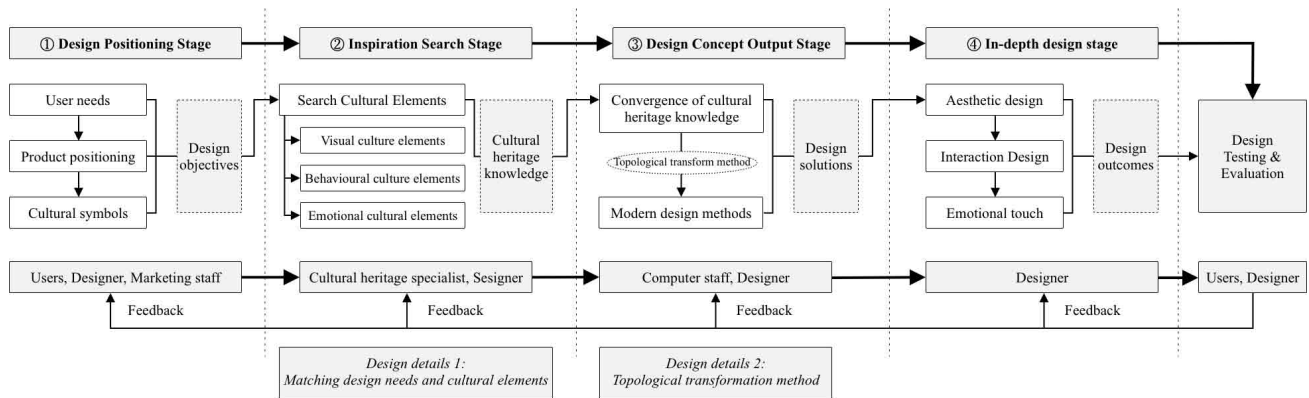 ① Design Positioning Stage
② Inspiration Search Stage
③ Design Concept Output Stage
④ In-depth design stage
User needs
Product positioning
Cultural symbols
Design
objectives
Search Cultural Elements
Visual culture elements
Behavioural culture elements
Emotional cultural elements
Cultural
heritage
knowledge
Convergence of cultural
heritage knowledge
Topological transform method
Modern design methods
Design
solutions
Aesthetic design
Interaction Design
Emotional touch
Design
outcomes
Design
Testing &
Evaluation
Users, Designer, Marketing staff
Cultural heritage specialist, Sesigner
Computer staff, Designer
Designer
Users, Designer
Feedback
Feedback
Feedback
Feedback
Design details 1:
Matching design needs and cultural elements
Design details 2:
Topological transformation method